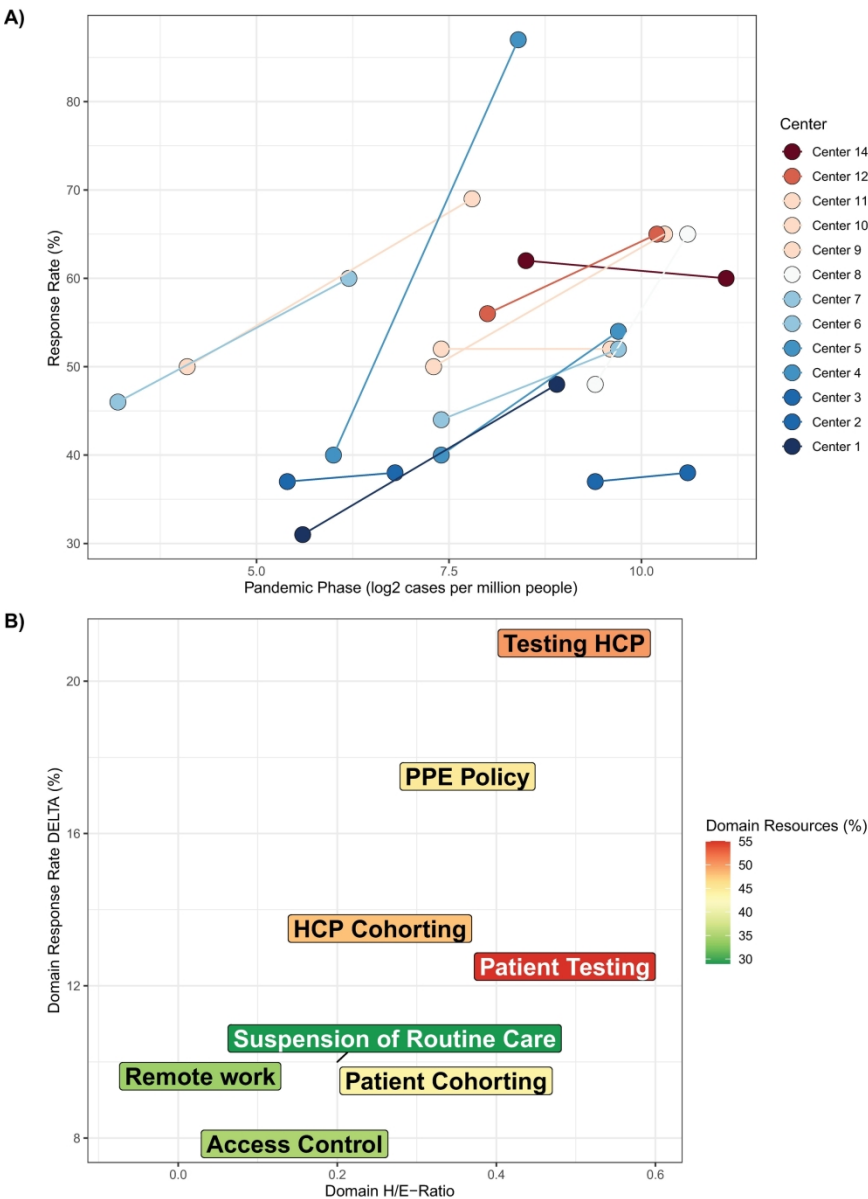 A)
Response Rate (%)
80
70
60
50
40
30
5.0
7.5
10.0
Pandemic Phase (log2 cases per million people)
Center
Center 14
Center 12
Center 11
Center 10
Center 9
Center 8
Center 7
Center 6
Center 5
Center 4
Center 3
Center 2
Center 1
B)
Domain Response Rate DELTA (%)
20
16
12
8
Testing HCP
PPE Policy
HCP Cohorting
Patient Testing
Suspension of Routine Care
Remote work
Patient Cohorting
Access Control
0.0
0.2
0.4
0.6
Domain H/E−Ratio
Domain Resources (%)
55
50
45
40
35
30